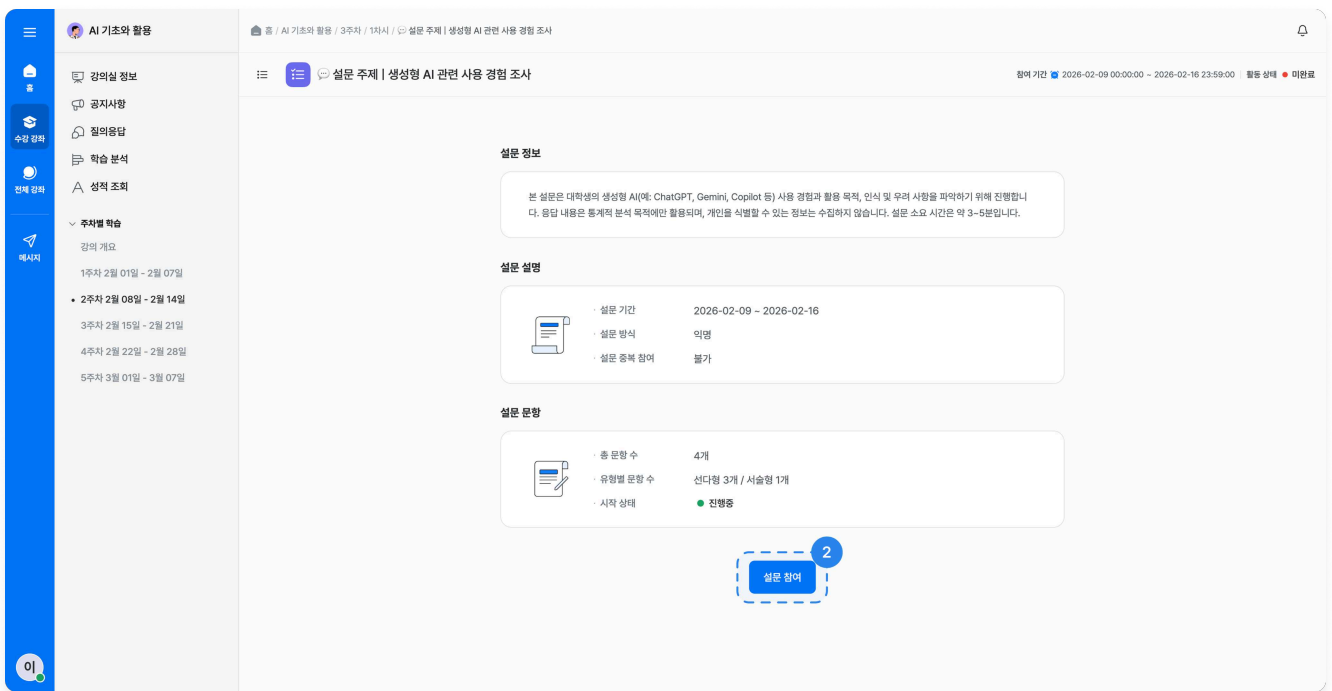 홈
수강 강좌
전체 강좌
메시지
이
AI 기초와 활용
강의실 정보
공지사항
질의응답
학습 분석
성적 조회
주차별 학습
강의 개요
1주차 2월 01일 - 2월 07일
2주차 2월 08일 - 2월 14일
3주차 2월 15일 - 2월 21일
4주차 2월 22일 - 2월 28일
5주차 3월 01일 - 3월 07일
홈 / AI 기초와 활용 / 3주차 / 1차시 / 💬 설문 주제 | 생성형 AI 관련 사용 경험 조사
💬 설문 주제 | 생성형 AI 관련 사용 경험 조사
참여 기간 ⏰ 2026-02-09 00:00:00 ~ 2026-02-16 23:59:00 | 활동 상태 ● 미완료
설문 정보
본 설문은 대학생의 생성형 AI(예: ChatGPT, Gemini, Copilot 등) 사용 경험과 활용 목적, 인식 및 우려 사항을 파악하기 위해 진행합니
다. 응답 내용은 통계적 분석 목적에만 활용되며, 개인을 식별할 수 있는 정보는 수집하지 않습니다. 설문 소요 시간은 약 3~5분입니다.
설문 설명
· 설문 기간 2026-02-09 ~ 2026-02-16
· 설문 방식 익명
· 설문 중복 참여 불가
설문 문항
· 총 문항 수 4개
· 유형별 문항 수 선다형 3개 / 서술형 1개
· 시작 상태 ● 진행중
2
설문 참여